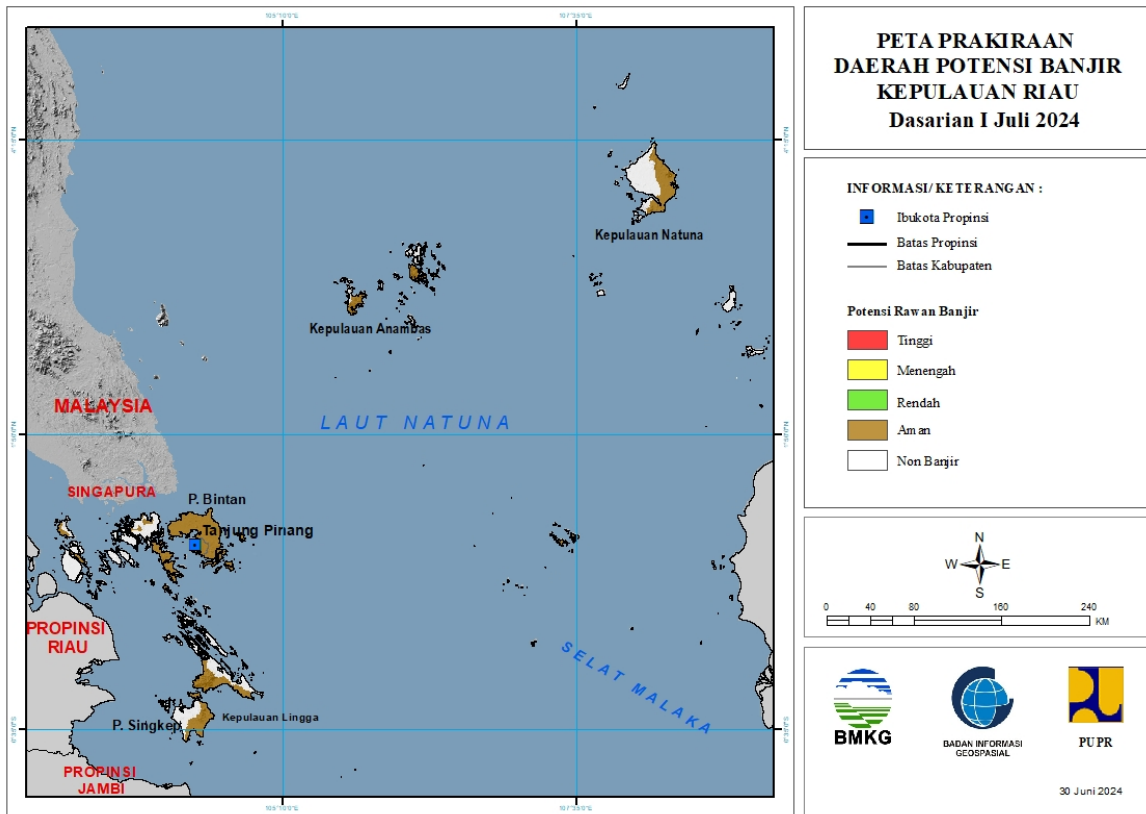 PETA PRAKIRAAN
DAERAH POTENSI BANJIR
KEPULAUAN RIAU
Dasarian I Juli 2024
INFORMASI/ KETERANGAN :
Ibukota Propinsi
Batas Propinsi
Batas Kabupaten
Potensi Rawan Banjir
Tinggi
Menengah
Rendah
Aman
Non Banjir
N
W E
S
0 40 80 160 240
KM
BMKG
BADAN INFORMASI
GEOSPASIAL
PUPR
30 Juni 2024
Kepulauan Natuna
Kepulauan Anambas
MALAYSIA
LAUT NATUNA
SINGAPURA
P. Bintan
Tanjung Pinang
PROPINSI
RIAU
SELAT MALAKA
Kepulauan Lingga
P. Singkep
PROPINSI
JAMBI